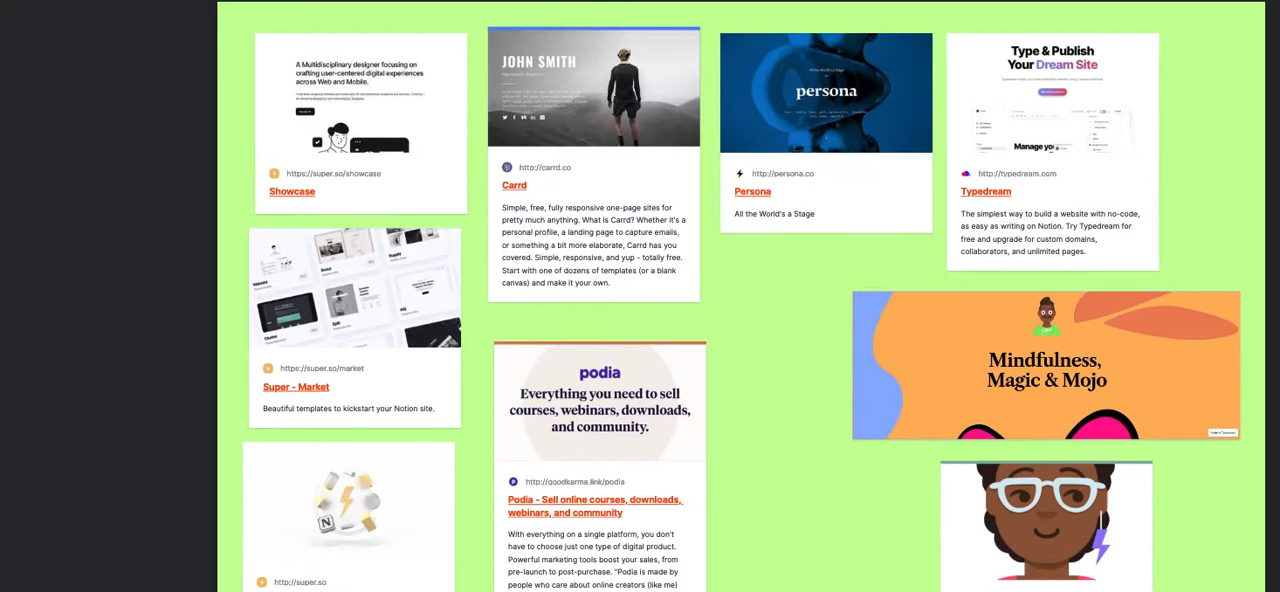 A Multidisciplinary designer focusing on
crafting user-centered digital experiences
across Web and Mobile.
https://super.so/showcase
Showcase
https://super.so/market
Super - Market
Beautiful templates to kickstart your Notion site.
http://super.so
JOHN SMITH
http://carrd.co
Carrd
Simple, free, fully responsive one-page sites for
pretty much anything. What is Carrd? Whether it's a
personal profile, a landing page to capture emails,
or something a bit more elaborate, Carrd has you
covered. Simple, responsive, and yup - totally free.
Start with one of dozens of templates (or a blank
canvas) and make it your own.
podia
Everything you need to sell
courses, webinars, downloads,
and community.
http://goodkarma.link/podia
Podia - Sell online courses, downloads,
webinars, and community
With everything on a single platform, you don't
have to choose just one type of digital product.
Powerful marketing tools boost your sales, from
pre-launch to post-purchase. "Podia is made by
people who care about online creators (like me)
persona
http://persona.co
Persona
All the World's a Stage
Type & Publish
Your Dream Site
Manage you
http://typedream.com
Typedream
The simplest way to build a website with no-code,
as easy as writing on Notion. Try Typedream for
free and upgrade for custom domains,
collaborators, and unlimited pages.
Mindfulness,
Magic & Mojo